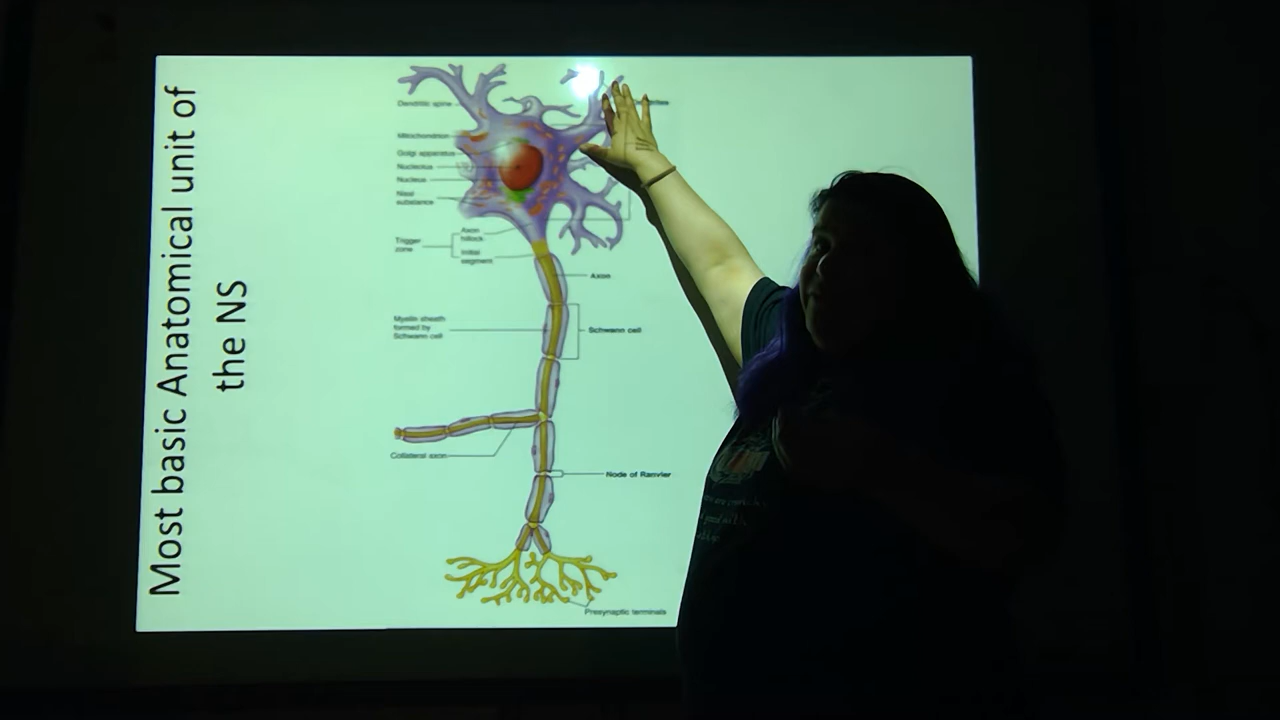 Most basic Anatomical unit of
the NS
Dendritic spine
Mitochondrion
Golgi apparatus
Nucleolus
Nucleus
Nissl
substance
Trigger
zone
Axon
hillock
Initial
segment
Axon
Myelin sheath
formed by
Schwann cell
Schwann cell
Collateral axon
Node of Ranvier
Presynaptic terminals